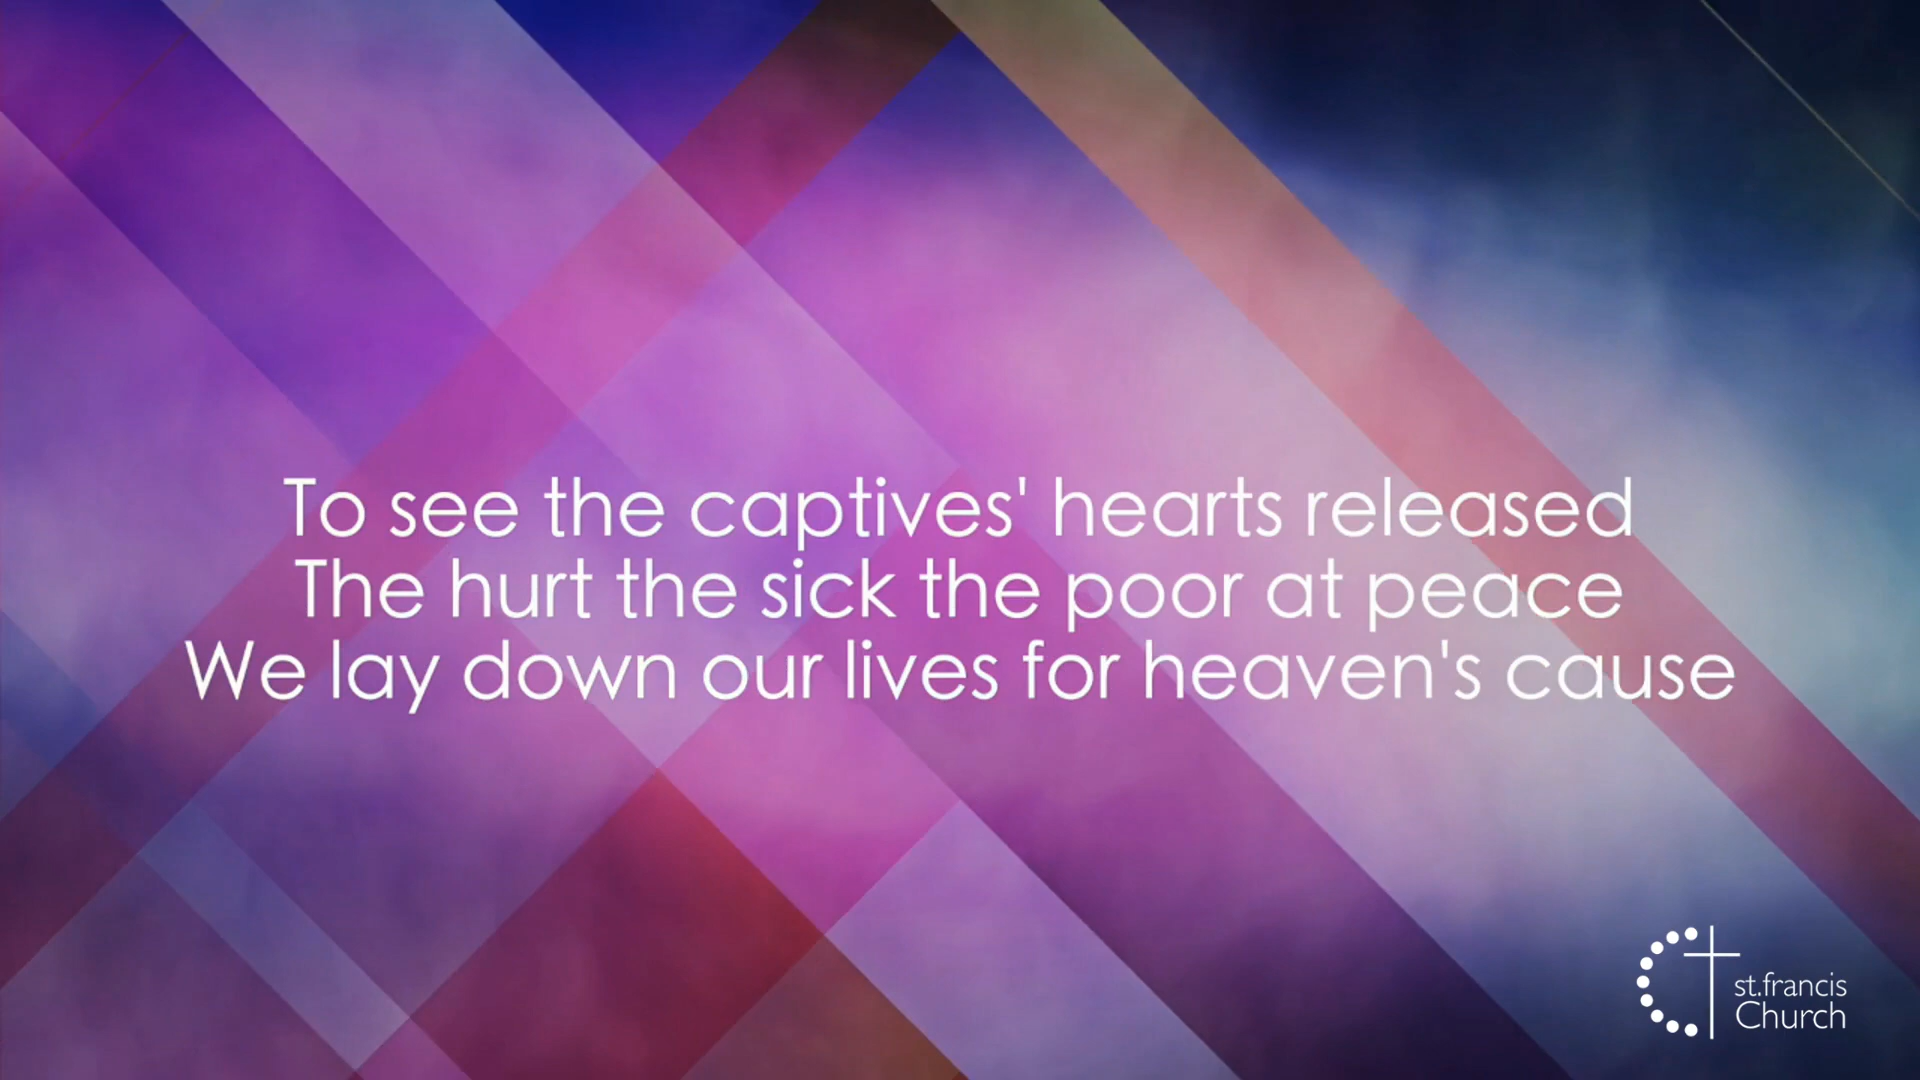 To see the captives' hearts released
The hurt the sick the poor at peace
We lay down our lives for heaven's cause
st.francis
Church